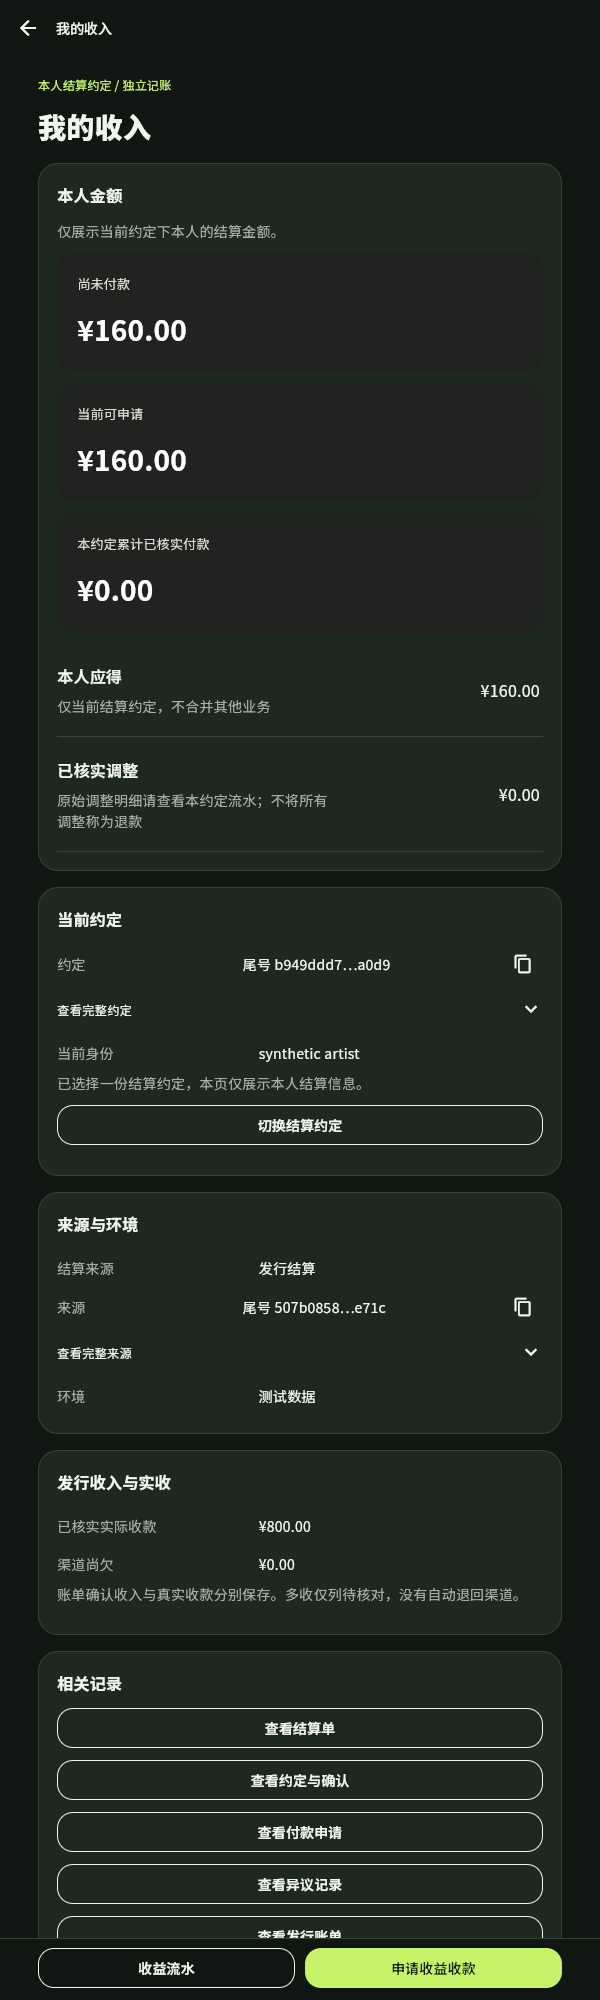 我的收入
本人结算约定 / 独立记账
我的收入
本人金额
仅展示当前约定下本人的结算金额。
尚未付款
¥160.00
当前可申请
¥160.00
本约定累计已核实付款
¥0.00
本人应得
仅当前结算约定，不合并其他业务
¥160.00
已核实调整
原始调整明细请查看本约定流水；不将所有
调整称为退款
¥0.00
当前约定
约定 尾号 b949ddd7…a0d9
查看完整约定
当前身份 synthetic artist
已选择一份结算约定，本页仅展示本人结算信息。
切换结算约定
来源与环境
结算来源 发行结算
来源 尾号 507b0858…e71c
查看完整来源
环境 测试数据
发行收入与实收
已核实实际收款 ¥800.00
渠道尚欠 ¥0.00
账单确认收入与真实收款分别保存。多收仅列待核对，没有自动退回渠道。
相关记录
查看结算单
查看约定与确认
查看付款申请
查看异议记录
查看发行账单
收益流水 申请收益收款